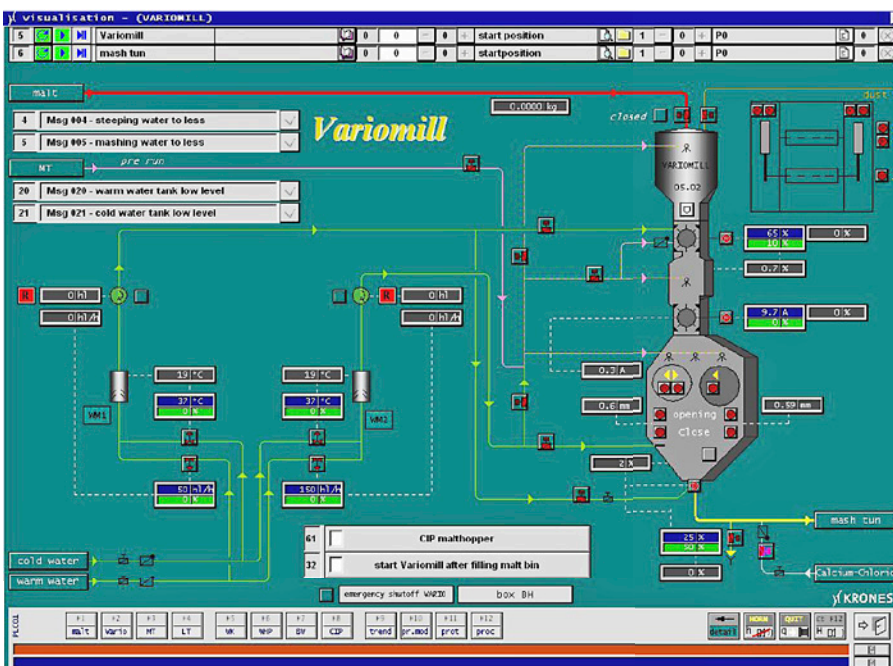 visualisation - (VARIOMILL)
5 Variomill 0 0 - 0 + start position 1 - 0 + P0 0
6 mash tun 0 0 - 0 + startposition 1 - 0 + P0 0
malt
0.0000 kg
closed
dust
4 Msg 004 - steeping water to less
5 Msg 005 - mashing water to less
Variomill
MT
pre run
VARIOMILL
05.02
20 Msg 020 - warm water tank low level
21 Msg 021 - cold water tank low level
65 % 0 %
10 %
0.7 %
R 0 hl
R 0 hl
0 hl/h
0 hl/h
9.7 A 0 %
0 %
19 °C
19 °C
0.3 A
37 °C
0 %
37 °C
0 %
WM1
WM2
0.6 mm
0.59 mm
opening
Close
2 %
50 hl/h
0 %
150 hl/h
0 %
mash tun
61 CIP malthopper
25 %
50 %
0 %
32 start Variomill after filling malt bin
cold water
warm water
Calcium-Chlorid
emergency shutoff VARIO
box BH
KRONES
PLC01
F1 malt
F2 Vario
F3 MT
F4 LT
F5 WK
F6 WHP
F7 BW
F8 CIP
F9 trend
F10 pr.mod
F11 prot
F12 proc
detail
HORN
QUIT